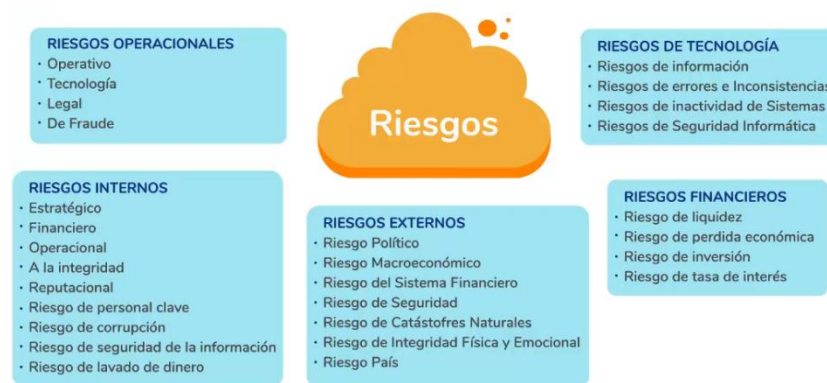 RIESGOS OPERACIONALES
· Operativo
· Tecnología
· Legal
· De Fraude
Riesgos
RIESGOS DE TECNOLOGÍA
· Riesgos de información
· Riesgos de errores e Inconsistencias
· Riesgos de inactividad de Sistemas
· Riesgos de Seguridad Informática
RIESGOS INTERNOS
· Estratégico
· Financiero
· Operacional
· A la integridad
· Reputacional
· Riesgo de personal clave
· Riesgo de corrupción
· Riesgo de seguridad de la información
· Riesgo de lavado de dinero
RIESGOS EXTERNOS
· Riesgo Político
· Riesgo Macroeconómico
· Riesgo del Sistema Financiero
· Riesgo de Seguridad
· Riesgo de Catástofres Naturales
· Riesgo de Integridad Física y Emocional
· Riesgo País
RIESGOS FINANCIEROS
· Riesgo de liquidez
· Riesgo de perdida económica
· Riesgo de inversión
· Riesgo de tasa de interés